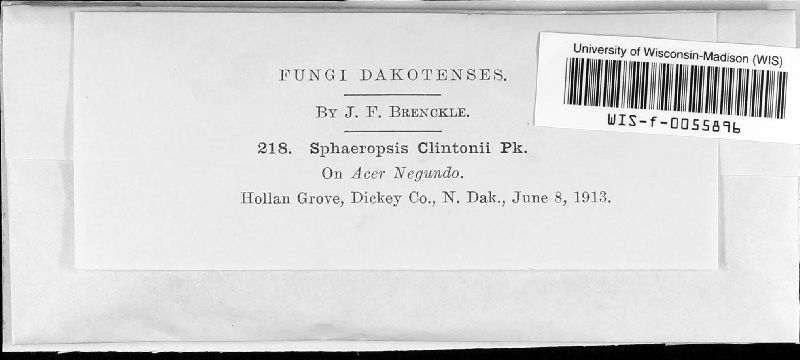 FUNGI DAKOTENSES.
By J. F. Brenckle.
218. Sphaeropsis Clintonii Pk.
On Acer Negundo.
Hollan Grove, Dickey Co., N. Dak., June 8, 1913.
University of Wisconsin-Madison (WIS)
WIS-f-0055896